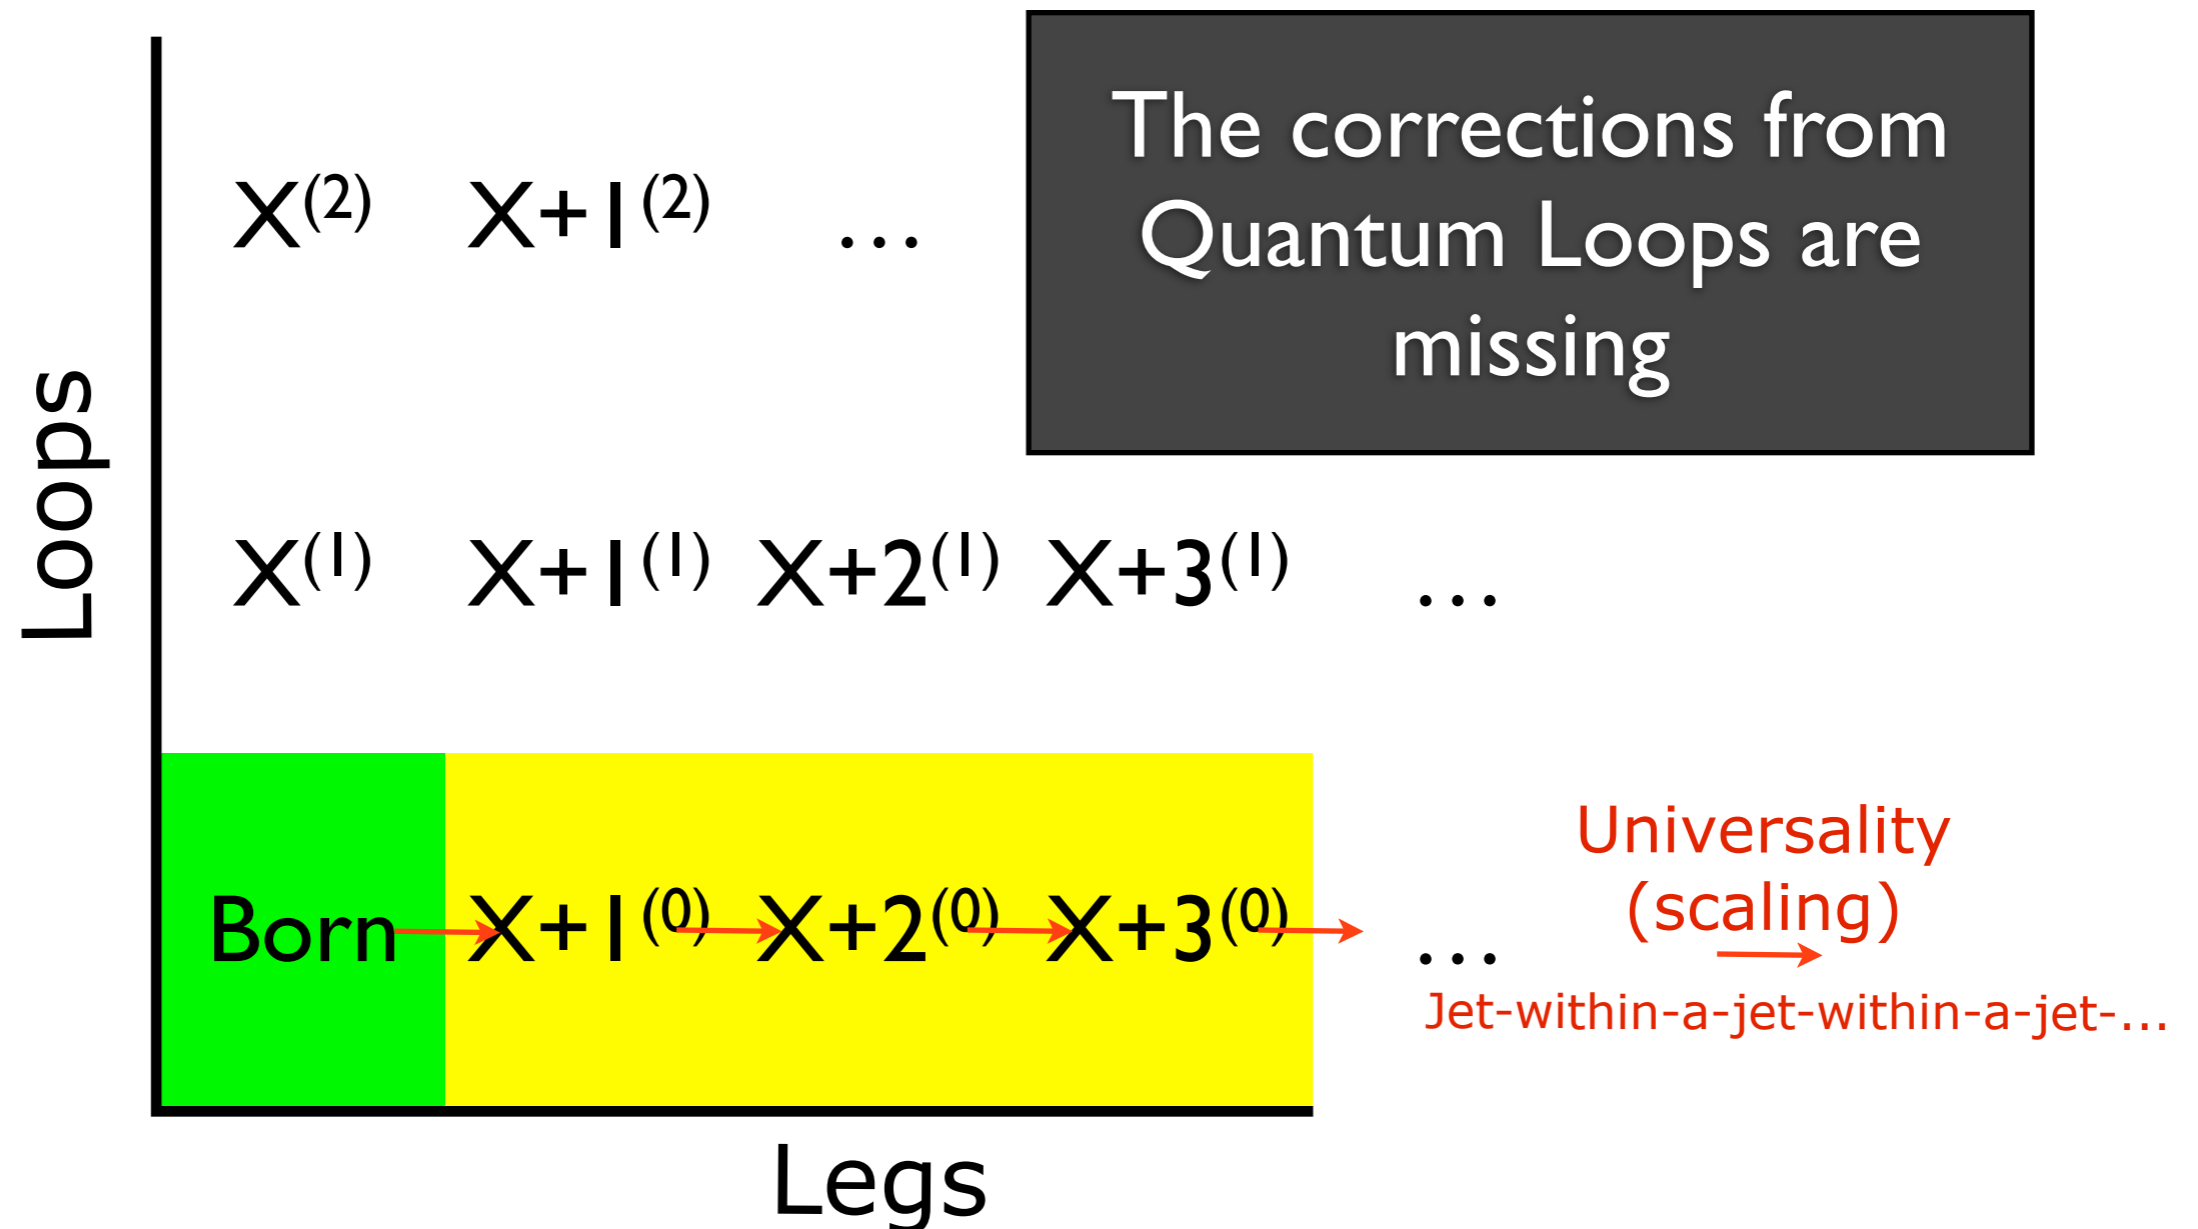 The corrections from
Quantum Loops are
missing
X(2) X+1(2) …
Loops
X(1) X+1(1) X+2(1) X+3(1) …
Born X+1(0) X+2(0) X+3(0) …
Universality
(scaling)
Jet-within-a-jet-within-a-jet-...
Legs